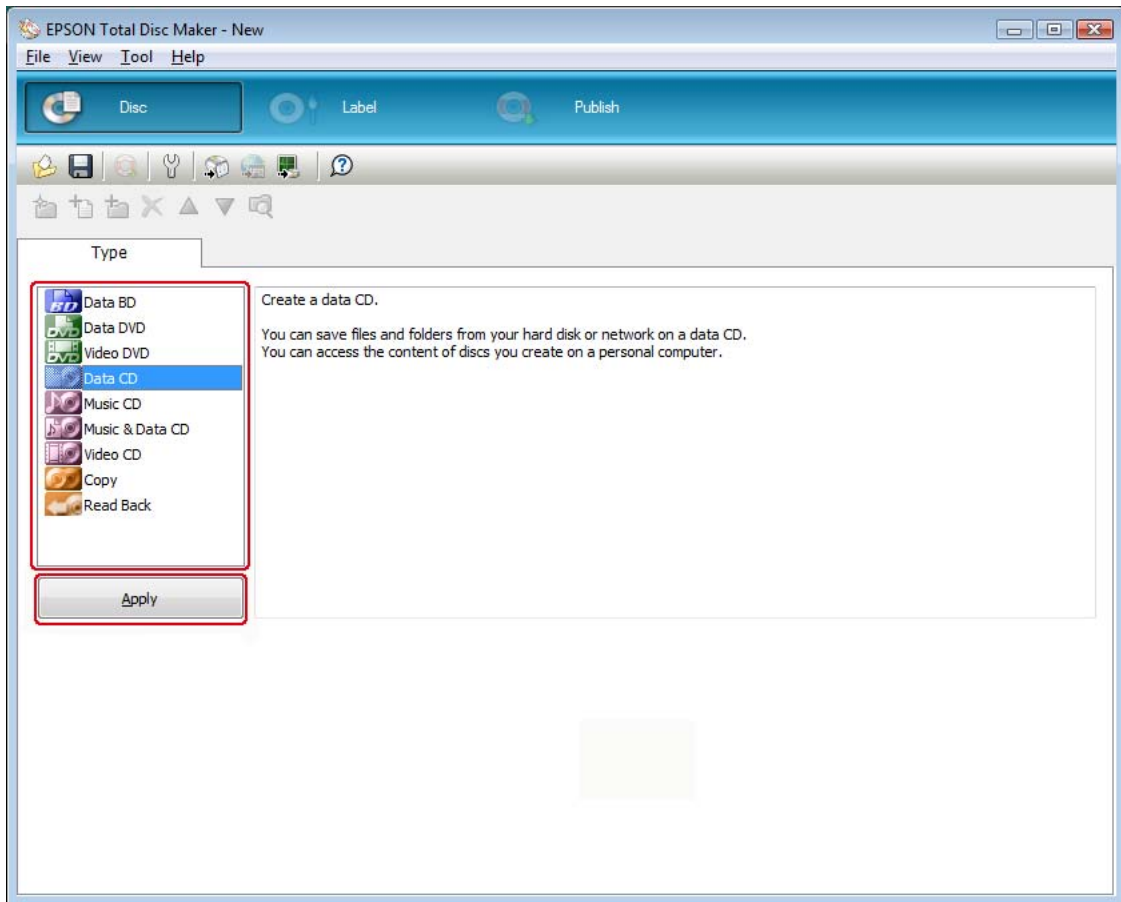 EPSON Total Disc Maker - New
File View Tool Help
Disc Label Publish
Type
BD Data BD
DVD Data DVD
DVD Video DVD
Data CD
Music CD
Music & Data CD
Video CD
Copy
Read Back
Apply
Create a data CD.
You can save files and folders from your hard disk or network on a data CD.
You can access the content of discs you create on a personal computer.